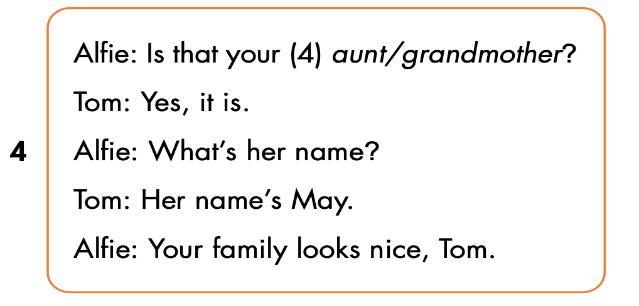 Alfie: Is that your (4) aunt/grandmother?
Tom: Yes, it is.
4
Alfie: What's her name?
Tom: Her name's May.
Alfie: Your family looks nice, Tom.